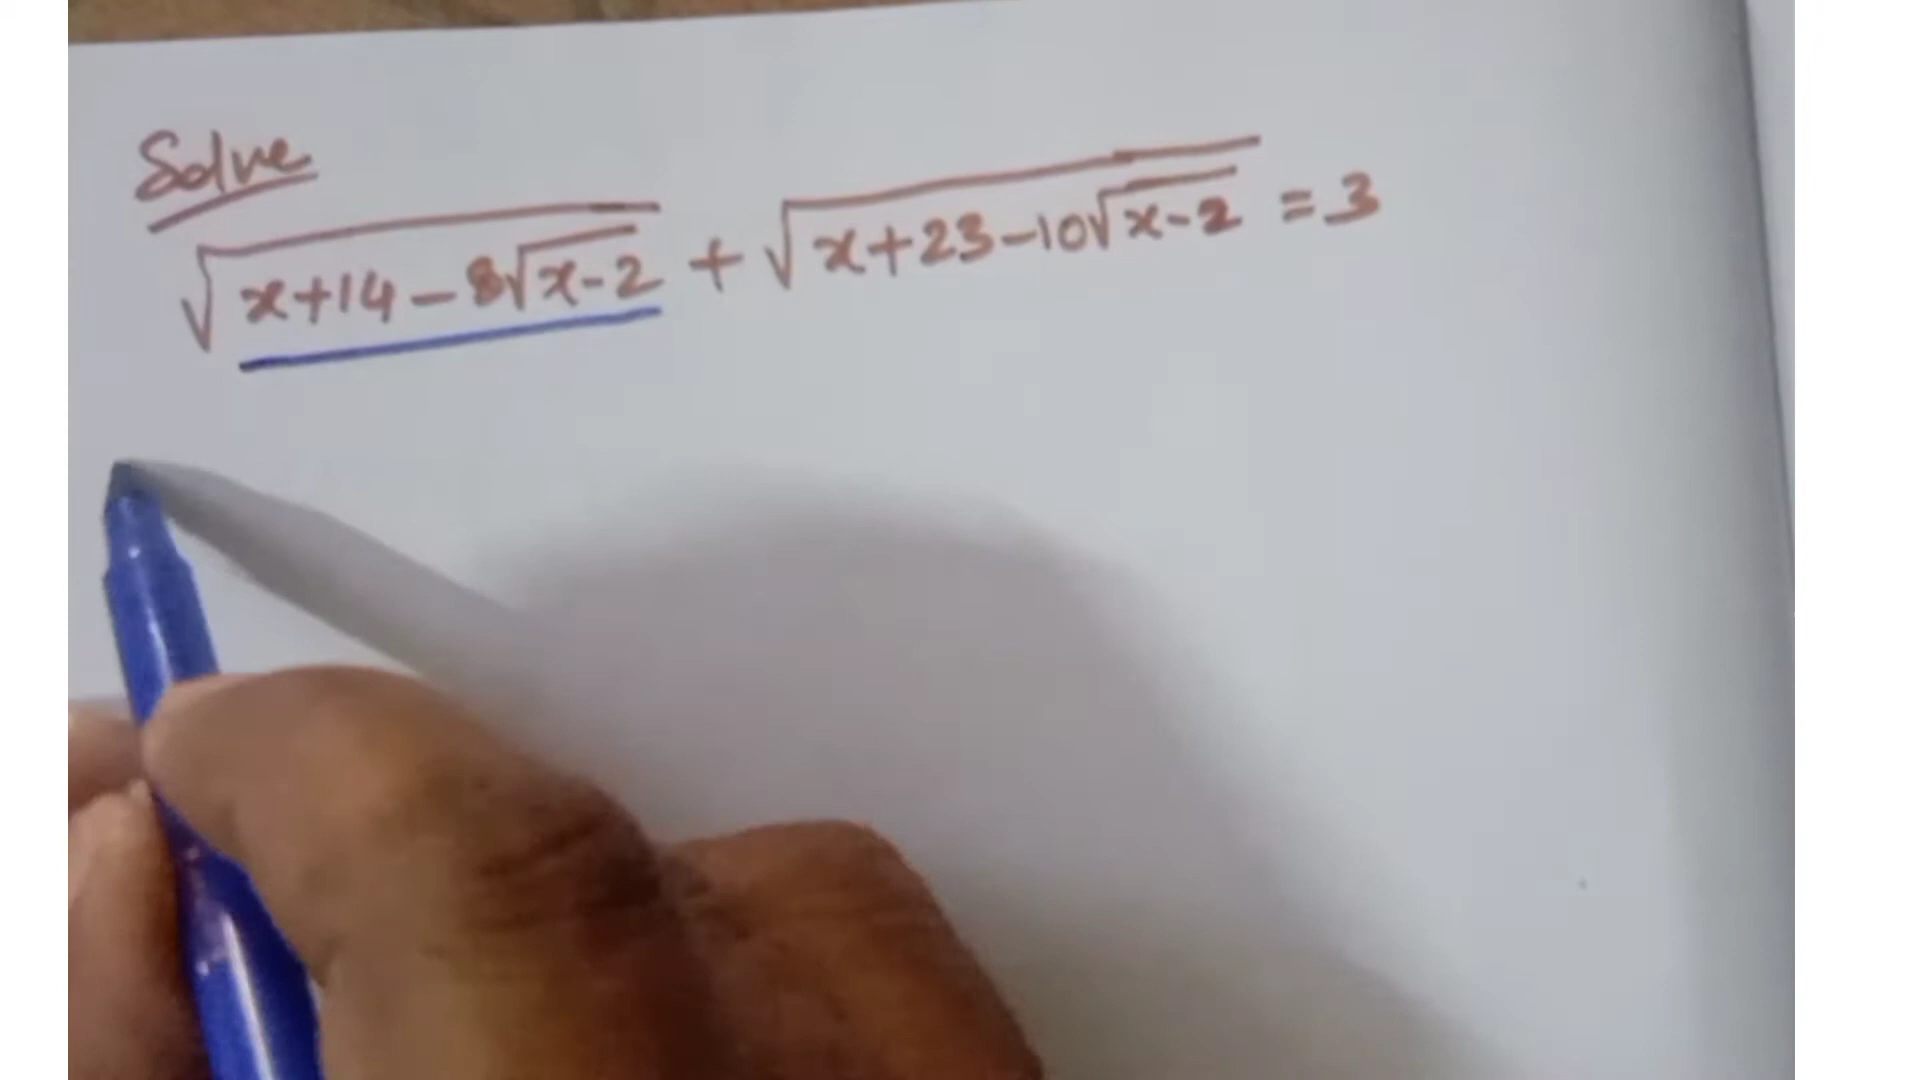 Solve
√(x+14-8√(x-2)) + √(x+23-10√(x-2)) = 3